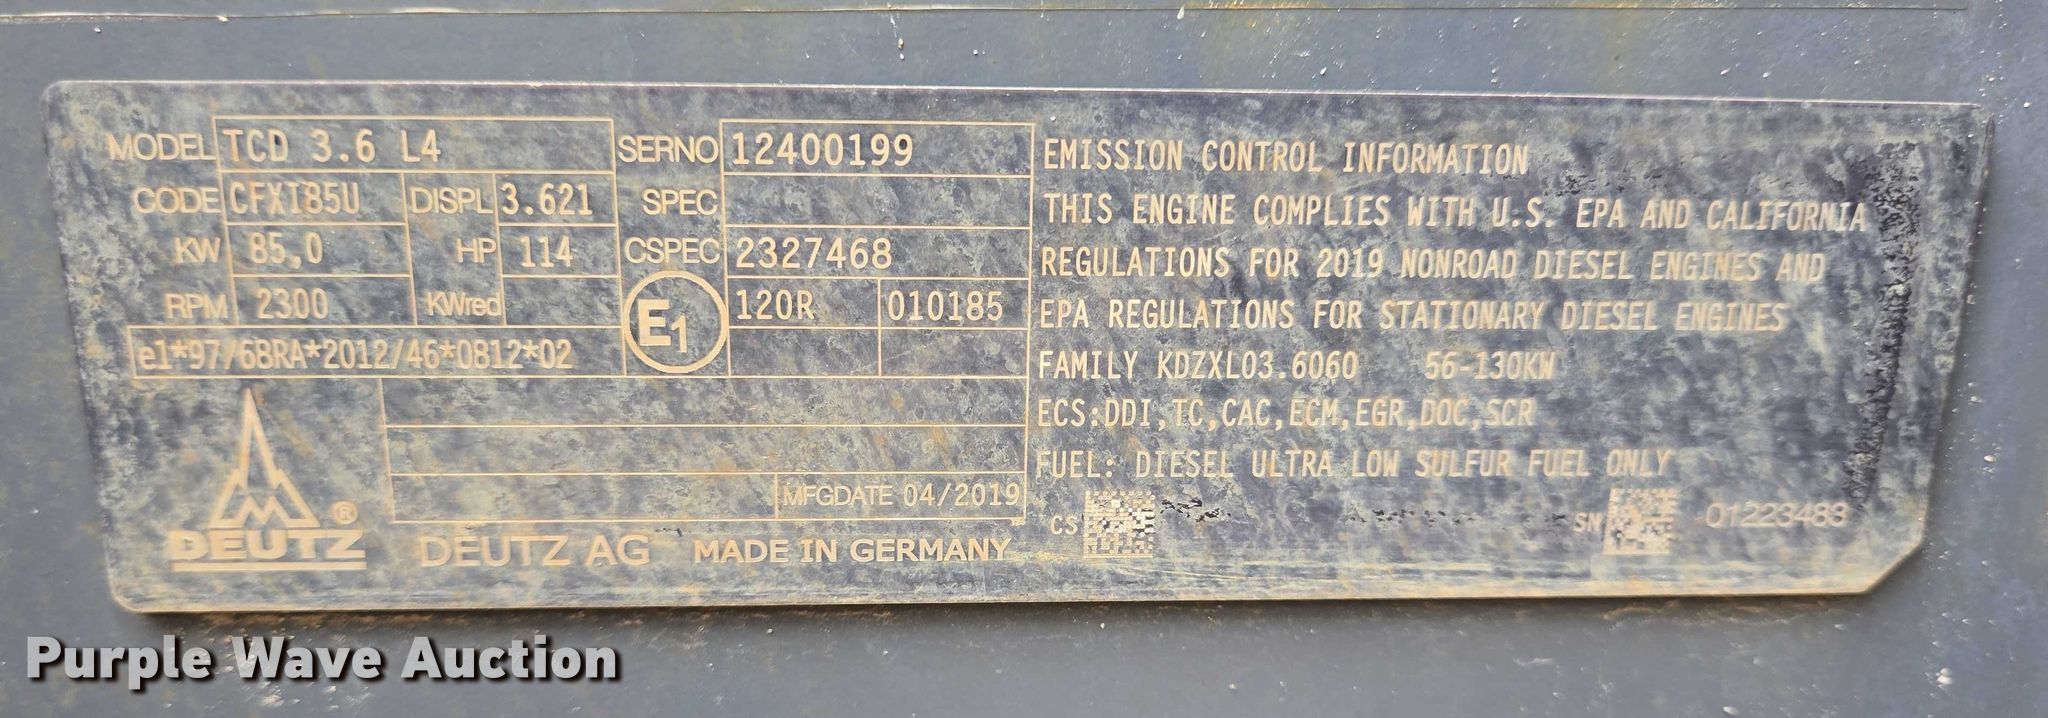 MODEL TCD 3.6 L4 SERNO 12400199
CODE CFXI85U DISPL 3.621 SPEC
KW 85,0 HP 114 CSPEC 2327468
RPM 2300 KWred E1 120R 010185
e1*97/68RA*2012/46*0812*02
MFGDATE 04/2019
DEUTZ ®
DEUTZ AG MADE IN GERMANY
EMISSION CONTROL INFORMATION
THIS ENGINE COMPLIES WITH U.S. EPA AND CALIFORNIA
REGULATIONS FOR 2019 NONROAD DIESEL ENGINES AND
EPA REGULATIONS FOR STATIONARY DIESEL ENGINES
FAMILY KDZXL03.6060 56-130KW
ECS:DDI,TC,CAC,ECM,EGR,DOC,SCR
FUEL: DIESEL ULTRA LOW SULFUR FUEL ONLY
CS SN 01223483
Purple Wave Auction